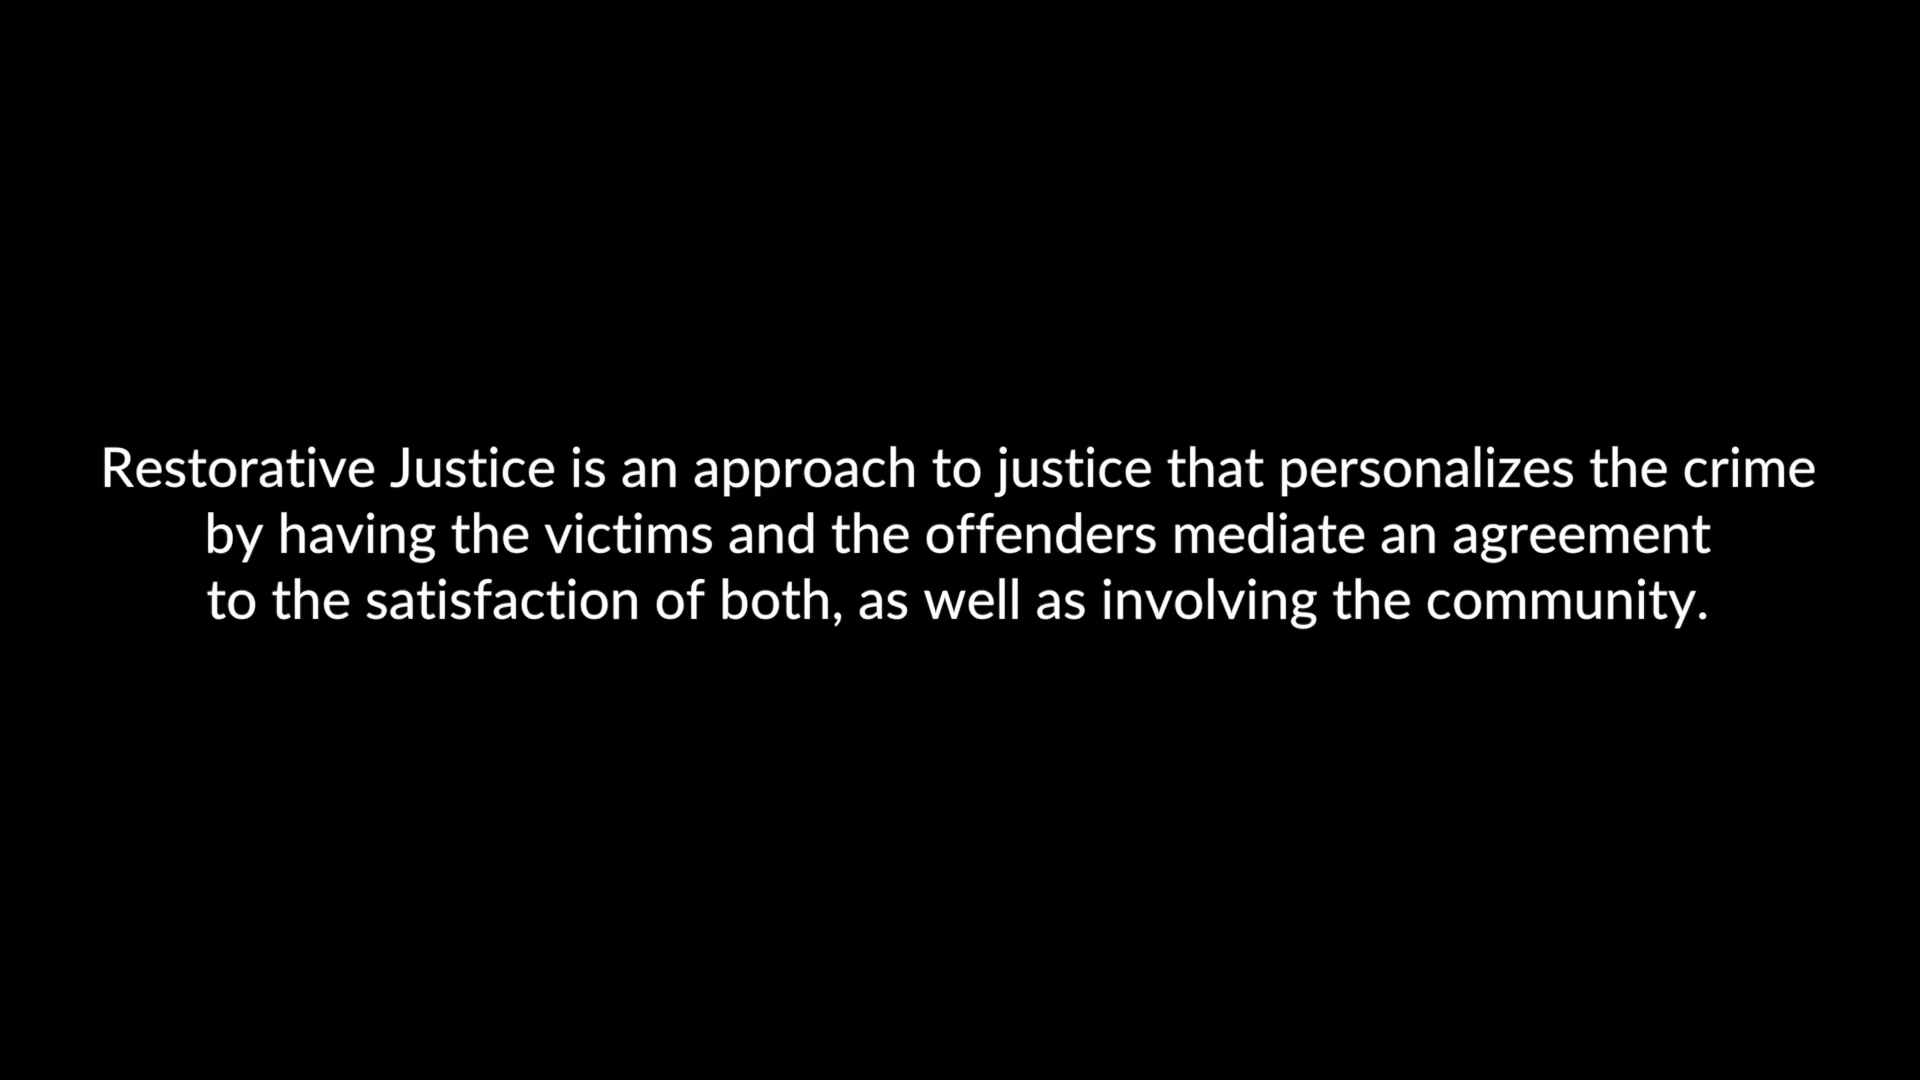 Restorative Justice is an approach to justice that personalizes the crime
by having the victims and the offenders mediate an agreement
to the satisfaction of both, as well as involving the community.